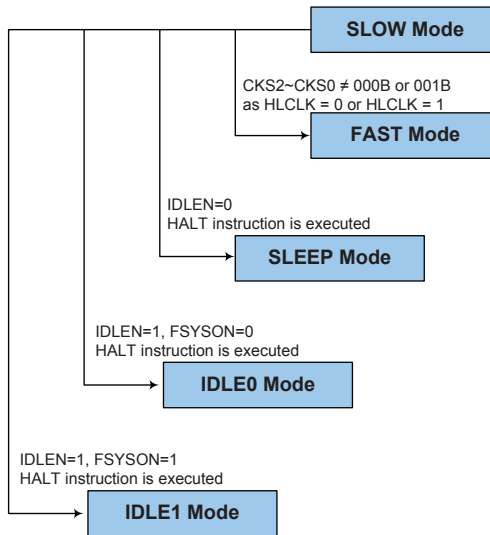 SLOW Mode
CKS2~CKS0 ≠ 000B or 001B
as HLCLK = 0 or HLCLK = 1
FAST Mode
IDLEN=0
HALT instruction is executed
SLEEP Mode
IDLEN=1, FSYSON=0
HALT instruction is executed
IDLE0 Mode
IDLEN=1, FSYSON=1
HALT instruction is executed
IDLE1 Mode